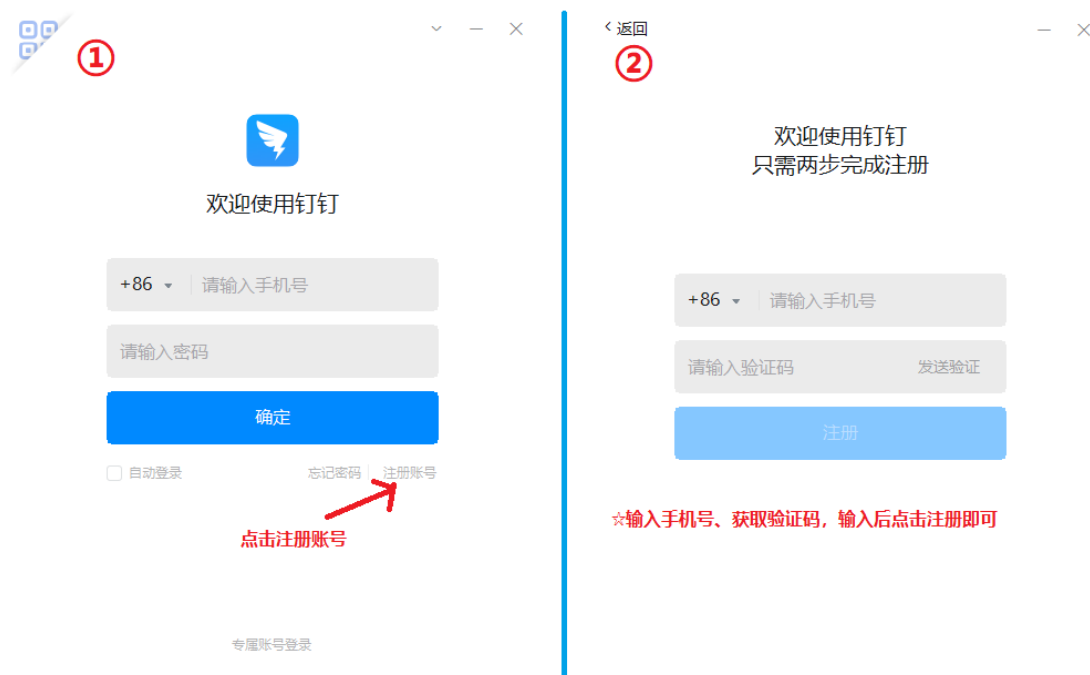 ①
欢迎使用钉钉
+86 请输入手机号
请输入密码
确定
自动登录 忘记密码 注册账号
点击注册账号
专属账号登录
返回
②
欢迎使用钉钉
只需两步完成注册
+86 请输入手机号
请输入验证码 发送验证
注册
☆输入手机号、获取验证码，输入后点击注册即可